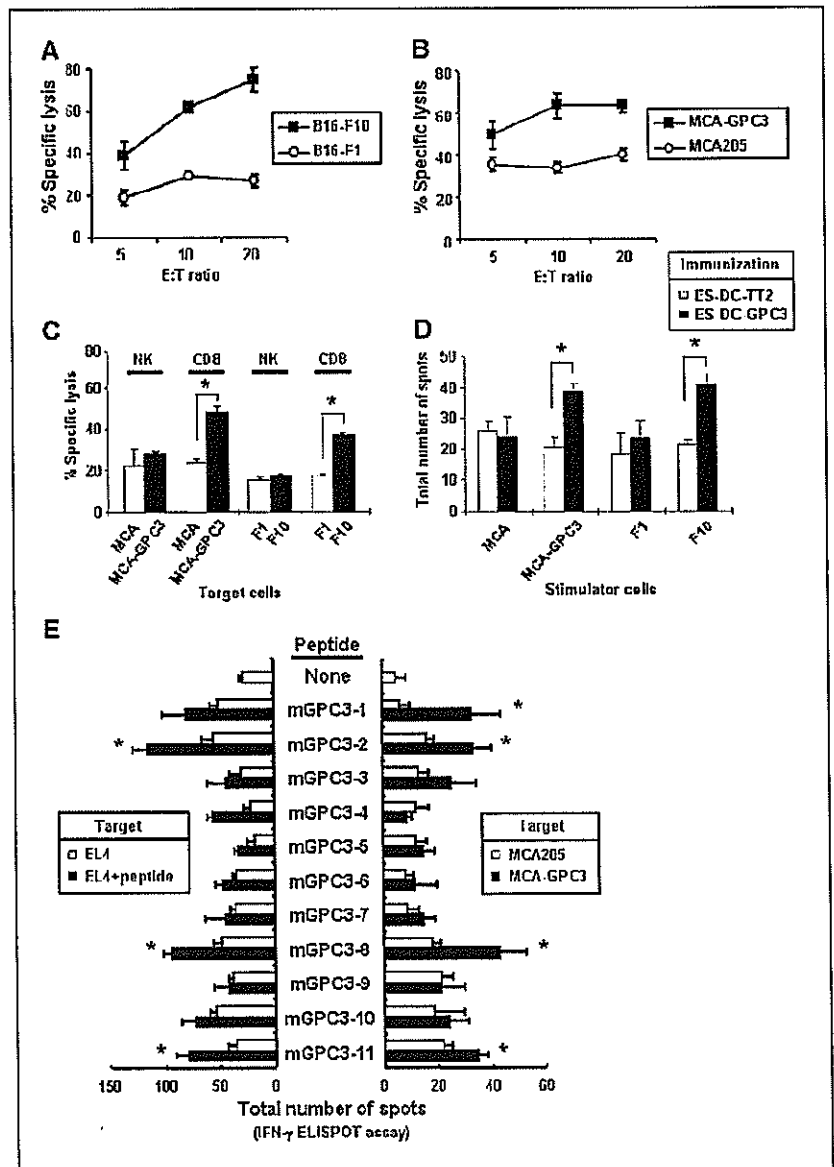 A
% Specific lysis
80
60
40
20
0
5 10 20
E:T ratio
B16-F10
B16-F1
B
% Specific lysis
80
60
40
20
0
5 10 20
E:T ratio
MCA-GPC3
MCA205
Immunization
ES-DC-TT2
ES-DC-GPC3
C
% Specific lysis
80
60
40
20
0
NK CD8 NK CD8
* *
MCA
MCA-GPC3
MCA
MCA-GPC3
F1
F10
F1
F10
Target cells
D
Total number of spots
50
40
30
20
10
0
* *
MCA
MCA-GPC3
F1
F10
Stimulator cells
E
Peptide
None
mGPC3-1 *
* mGPC3-2 *
mGPC3-3
mGPC3-4
mGPC3-5
mGPC3-6
mGPC3-7
* mGPC3-8 *
mGPC3-9
mGPC3-10
* mGPC3-11 *
Target
EL4
EL4+peptide
Target
MCA205
MCA-GPC3
150 100 50 0
0 20 40 60
Total number of spots
(IFN-γ ELISPOT assay)